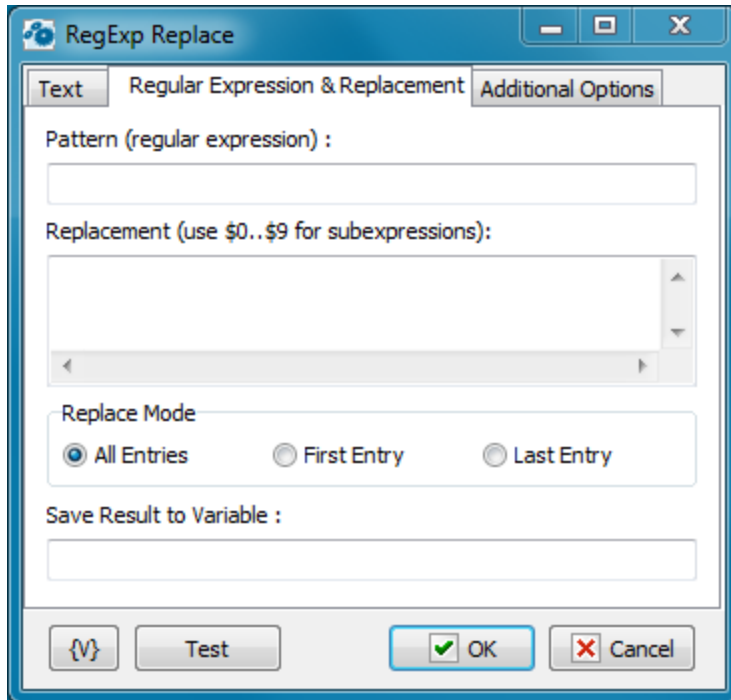 RegExp Replace
Text Regular Expression & Replacement Additional Options
Pattern (regular expression) :
Replacement (use $0..$9 for subexpressions):
Replace Mode
All Entries First Entry Last Entry
Save Result to Variable :
{V} Test OK Cancel